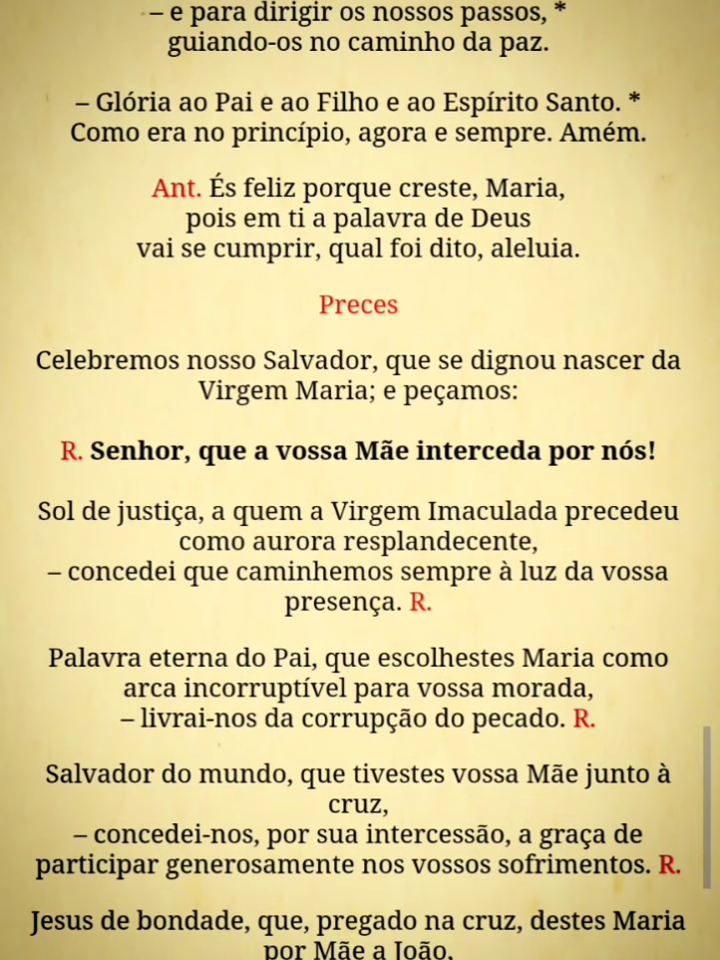 – e para dirigir os nossos passos, *
guiando-os no caminho da paz.
– Glória ao Pai e ao Filho e ao Espírito Santo. *
Como era no princípio, agora e sempre. Amém.
Ant. És feliz porque creste, Maria,
pois em ti a palavra de Deus
vai se cumprir, qual foi dito, aleluia.
Preces
Celebremos nosso Salvador, que se dignou nascer da
Virgem Maria; e peçamos:
R. Senhor, que a vossa Mãe interceda por nós!
Sol de justiça, a quem a Virgem Imaculada precedeu
como aurora resplandecente,
– concedei que caminhemos sempre à luz da vossa
presença. R.
Palavra eterna do Pai, que escolhestes Maria como
arca incorruptível para vossa morada,
– livrai-nos da corrupção do pecado. R.
Salvador do mundo, que tivestes vossa Mãe junto à
cruz,
– concedei-nos, por sua intercessão, a graça de
participar generosamente nos vossos sofrimentos. R.
Jesus de bondade, que, pregado na cruz, destes Maria
por Mãe a João,